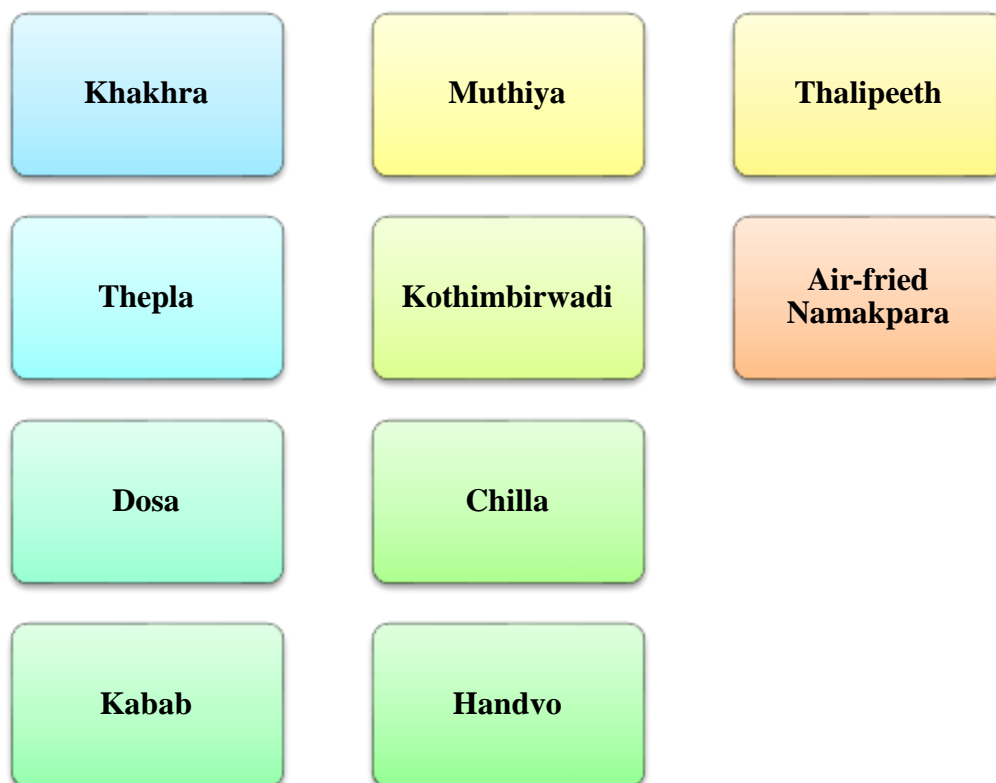 Khakhra
Muthiya
Thalipeeth
Thepla
Kothimbirwadi
Air-fried
Namakpara
Dosa
Chilla
Kabab
Handvo